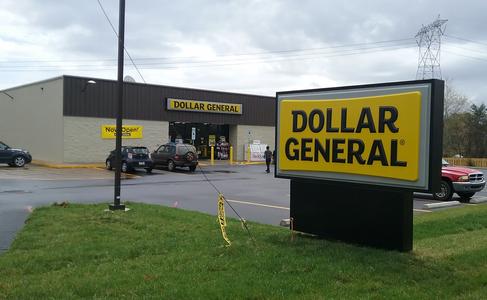 DOLLAR GENERAL
Now Open!
DOLLAR
GENERAL®